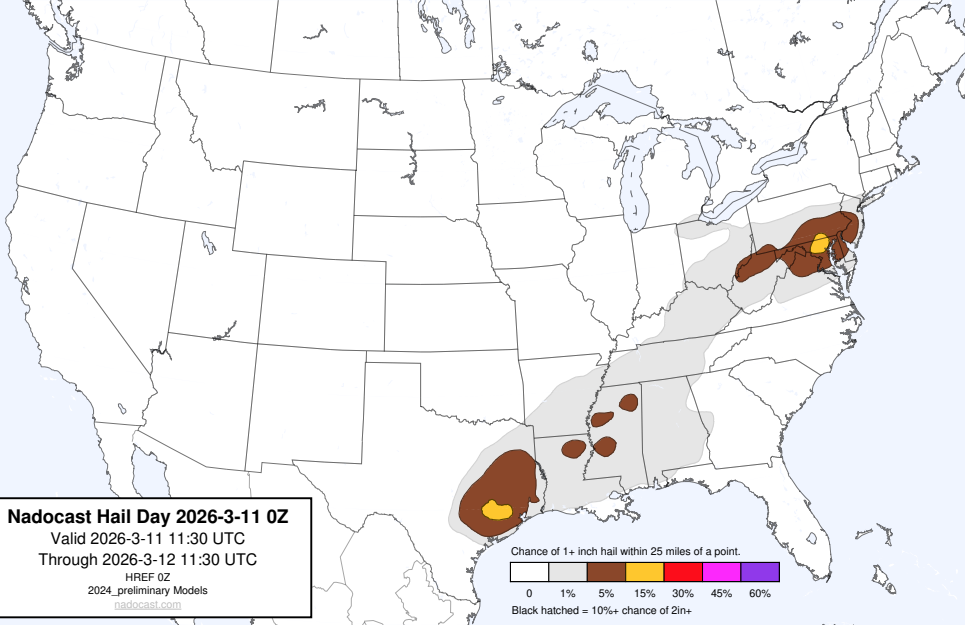 Nadocast Hail Day 2026-3-11 0Z
Valid 2026-3-11 11:30 UTC
Through 2026-3-12 11:30 UTC
HREF 0Z
2024_preliminary Models
nadocast.com
Chance of 1+ inch hail within 25 miles of a point.
0 1% 5% 15% 30% 45% 60%
Black hatched = 10%+ chance of 2in+